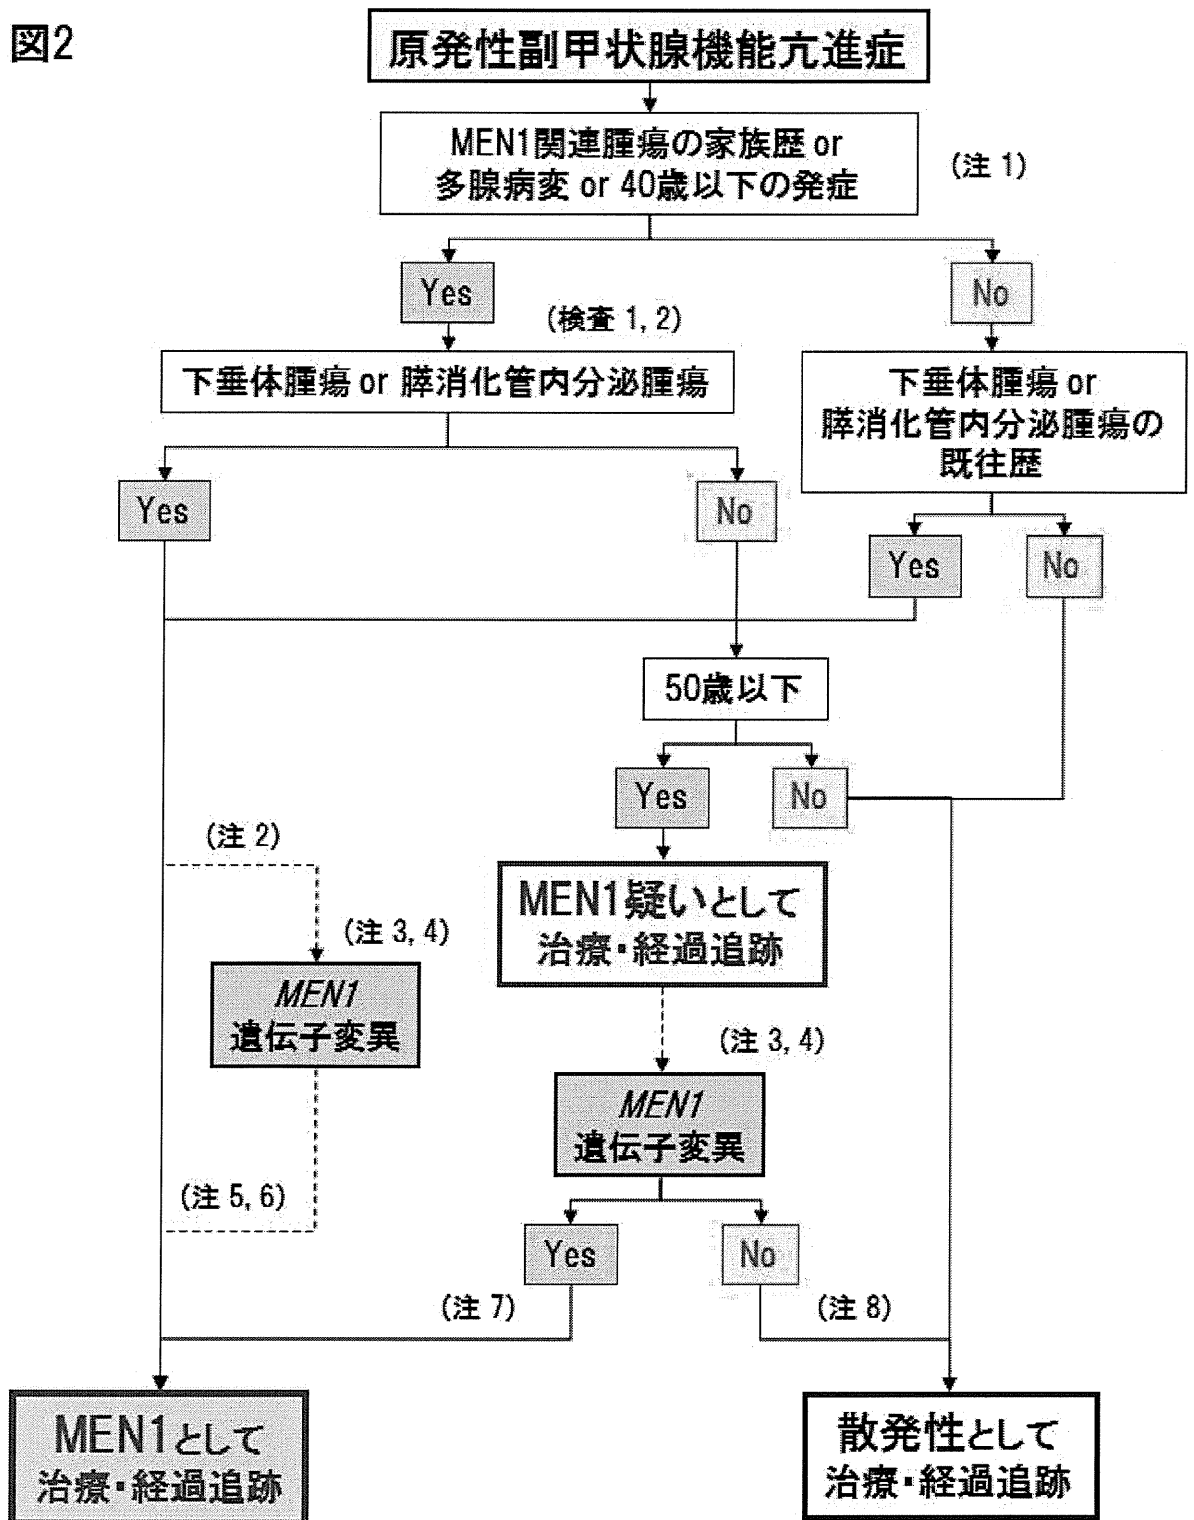 図2
原発性副甲状腺機能亢進症
MEN1関連腫瘍の家族歴 or
多腺病変 or 40歳以下の発症
(注 1)
Yes
No
(検査 1, 2)
下垂体腫瘍 or 膵消化管内分泌腫瘍
下垂体腫瘍 or
膵消化管内分泌腫瘍の
既往歴
Yes
No
Yes
No
50歳以下
Yes
No
(注 2)
MEN1疑いとして
治療・経過追跡
(注 3, 4)
MEN1
遺伝子変異
(注 3, 4)
MEN1
遺伝子変異
(注 5, 6)
Yes
No
(注 7)
(注 8)
MEN1として
治療・経過追跡
散発性として
治療・経過追跡